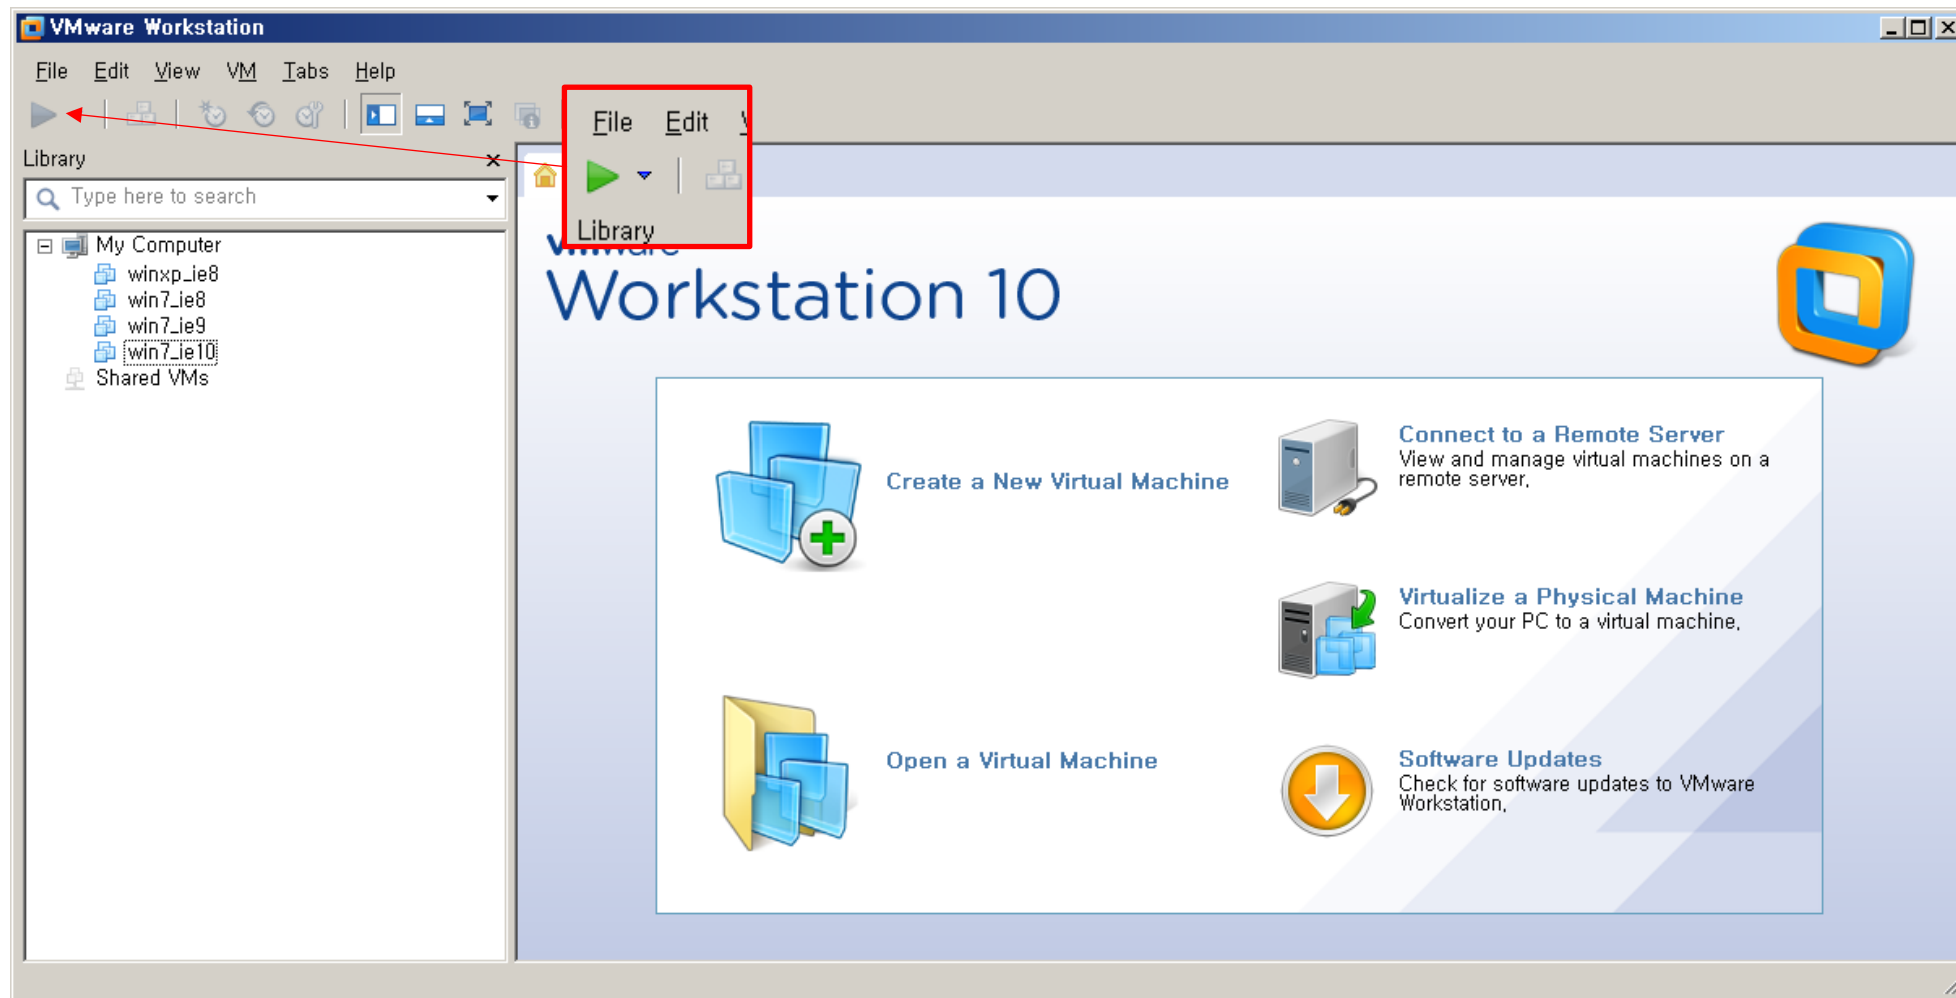 VMware Workstation
File Edit View VM Tabs Help
File Edit
Library
Library
Type here to search
My Computer
winxp_ie8
win7_ie8
win7_ie9
win7_ie10
Shared VMs
Workstation 10
Create a New Virtual Machine
Connect to a Remote Server
View and manage virtual machines on a
remote server.
Virtualize a Physical Machine
Convert your PC to a virtual machine.
Open a Virtual Machine
Software Updates
Check for software updates to VMware
Workstation.